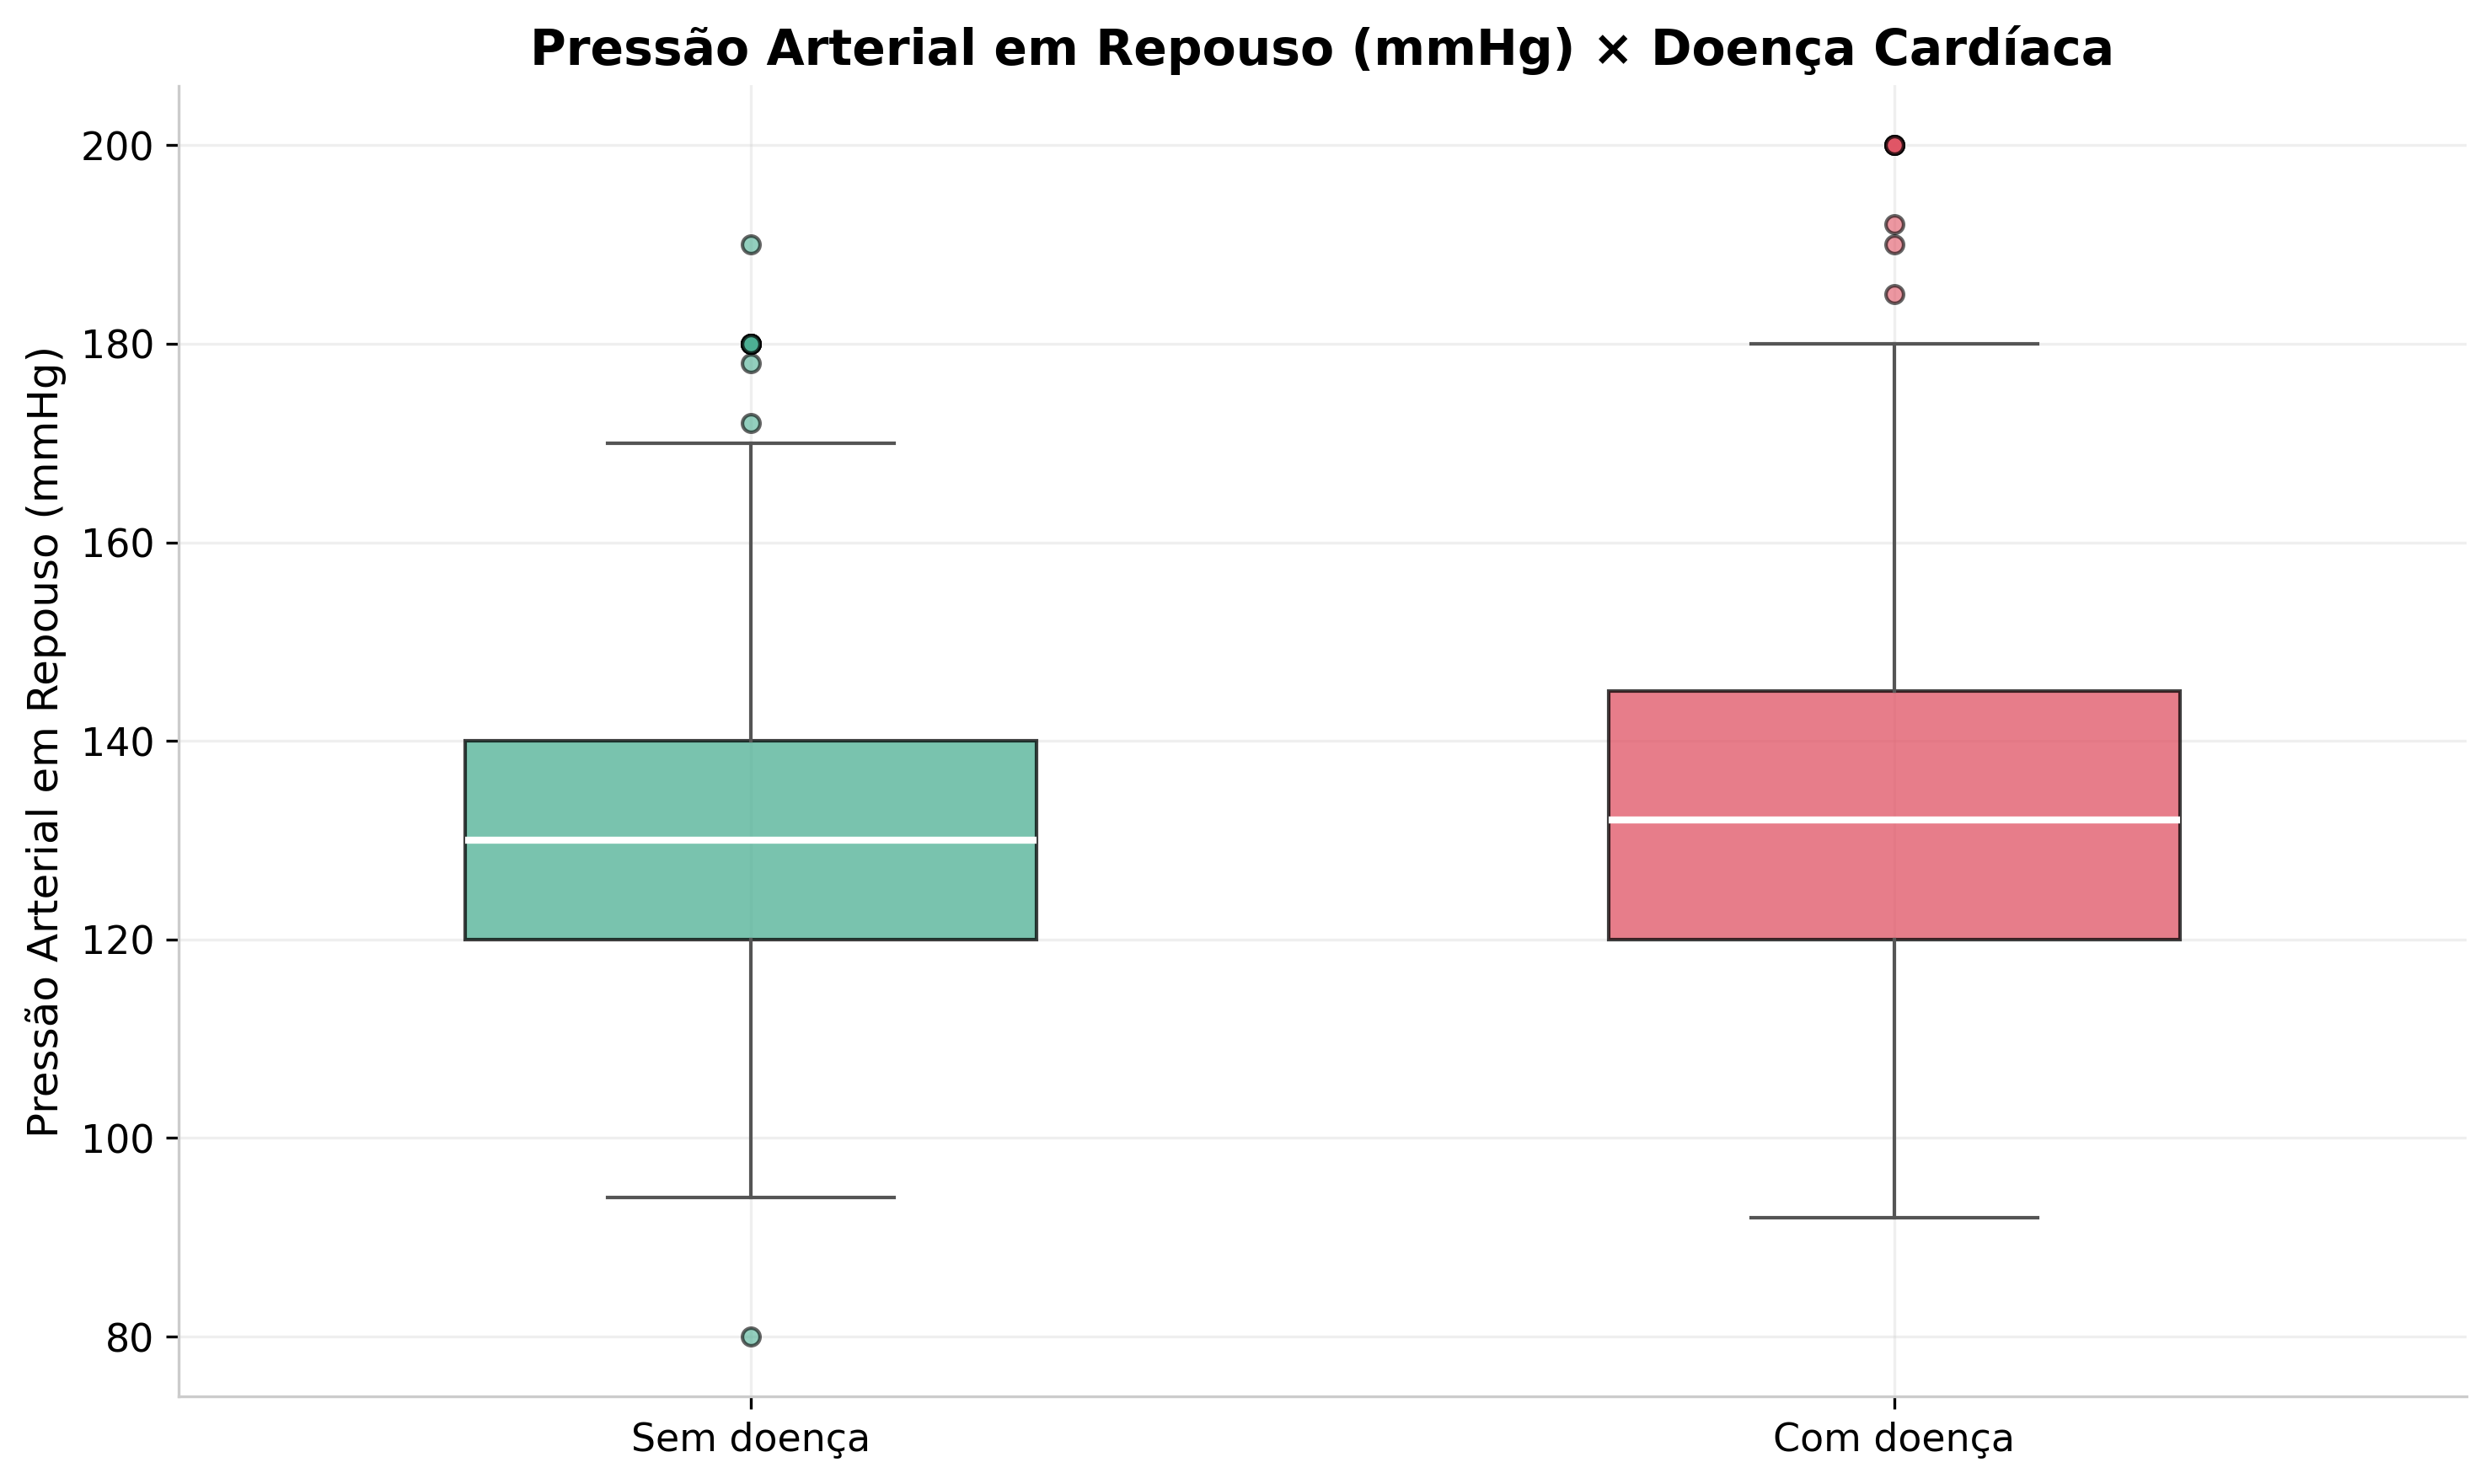 Pressão Arterial em Repouso (mmHg) × Doença Cardíaca
Pressão Arterial em Repouso (mmHg)
200
180
160
140
120
100
80
Sem doença
Com doença